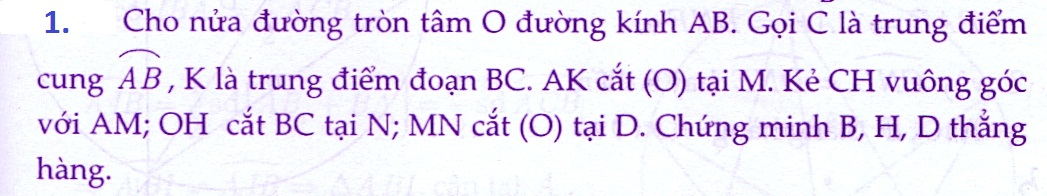 1. Cho nửa đường tròn tâm O đường kính AB. Gọi C là trung điểm
cung AB, K là trung điểm đoạn BC. AK cắt (O) tại M. Kẻ CH vuông góc
với AM; OH cắt BC tại N; MN cắt (O) tại D. Chứng minh B, H, D thẳng
hàng.